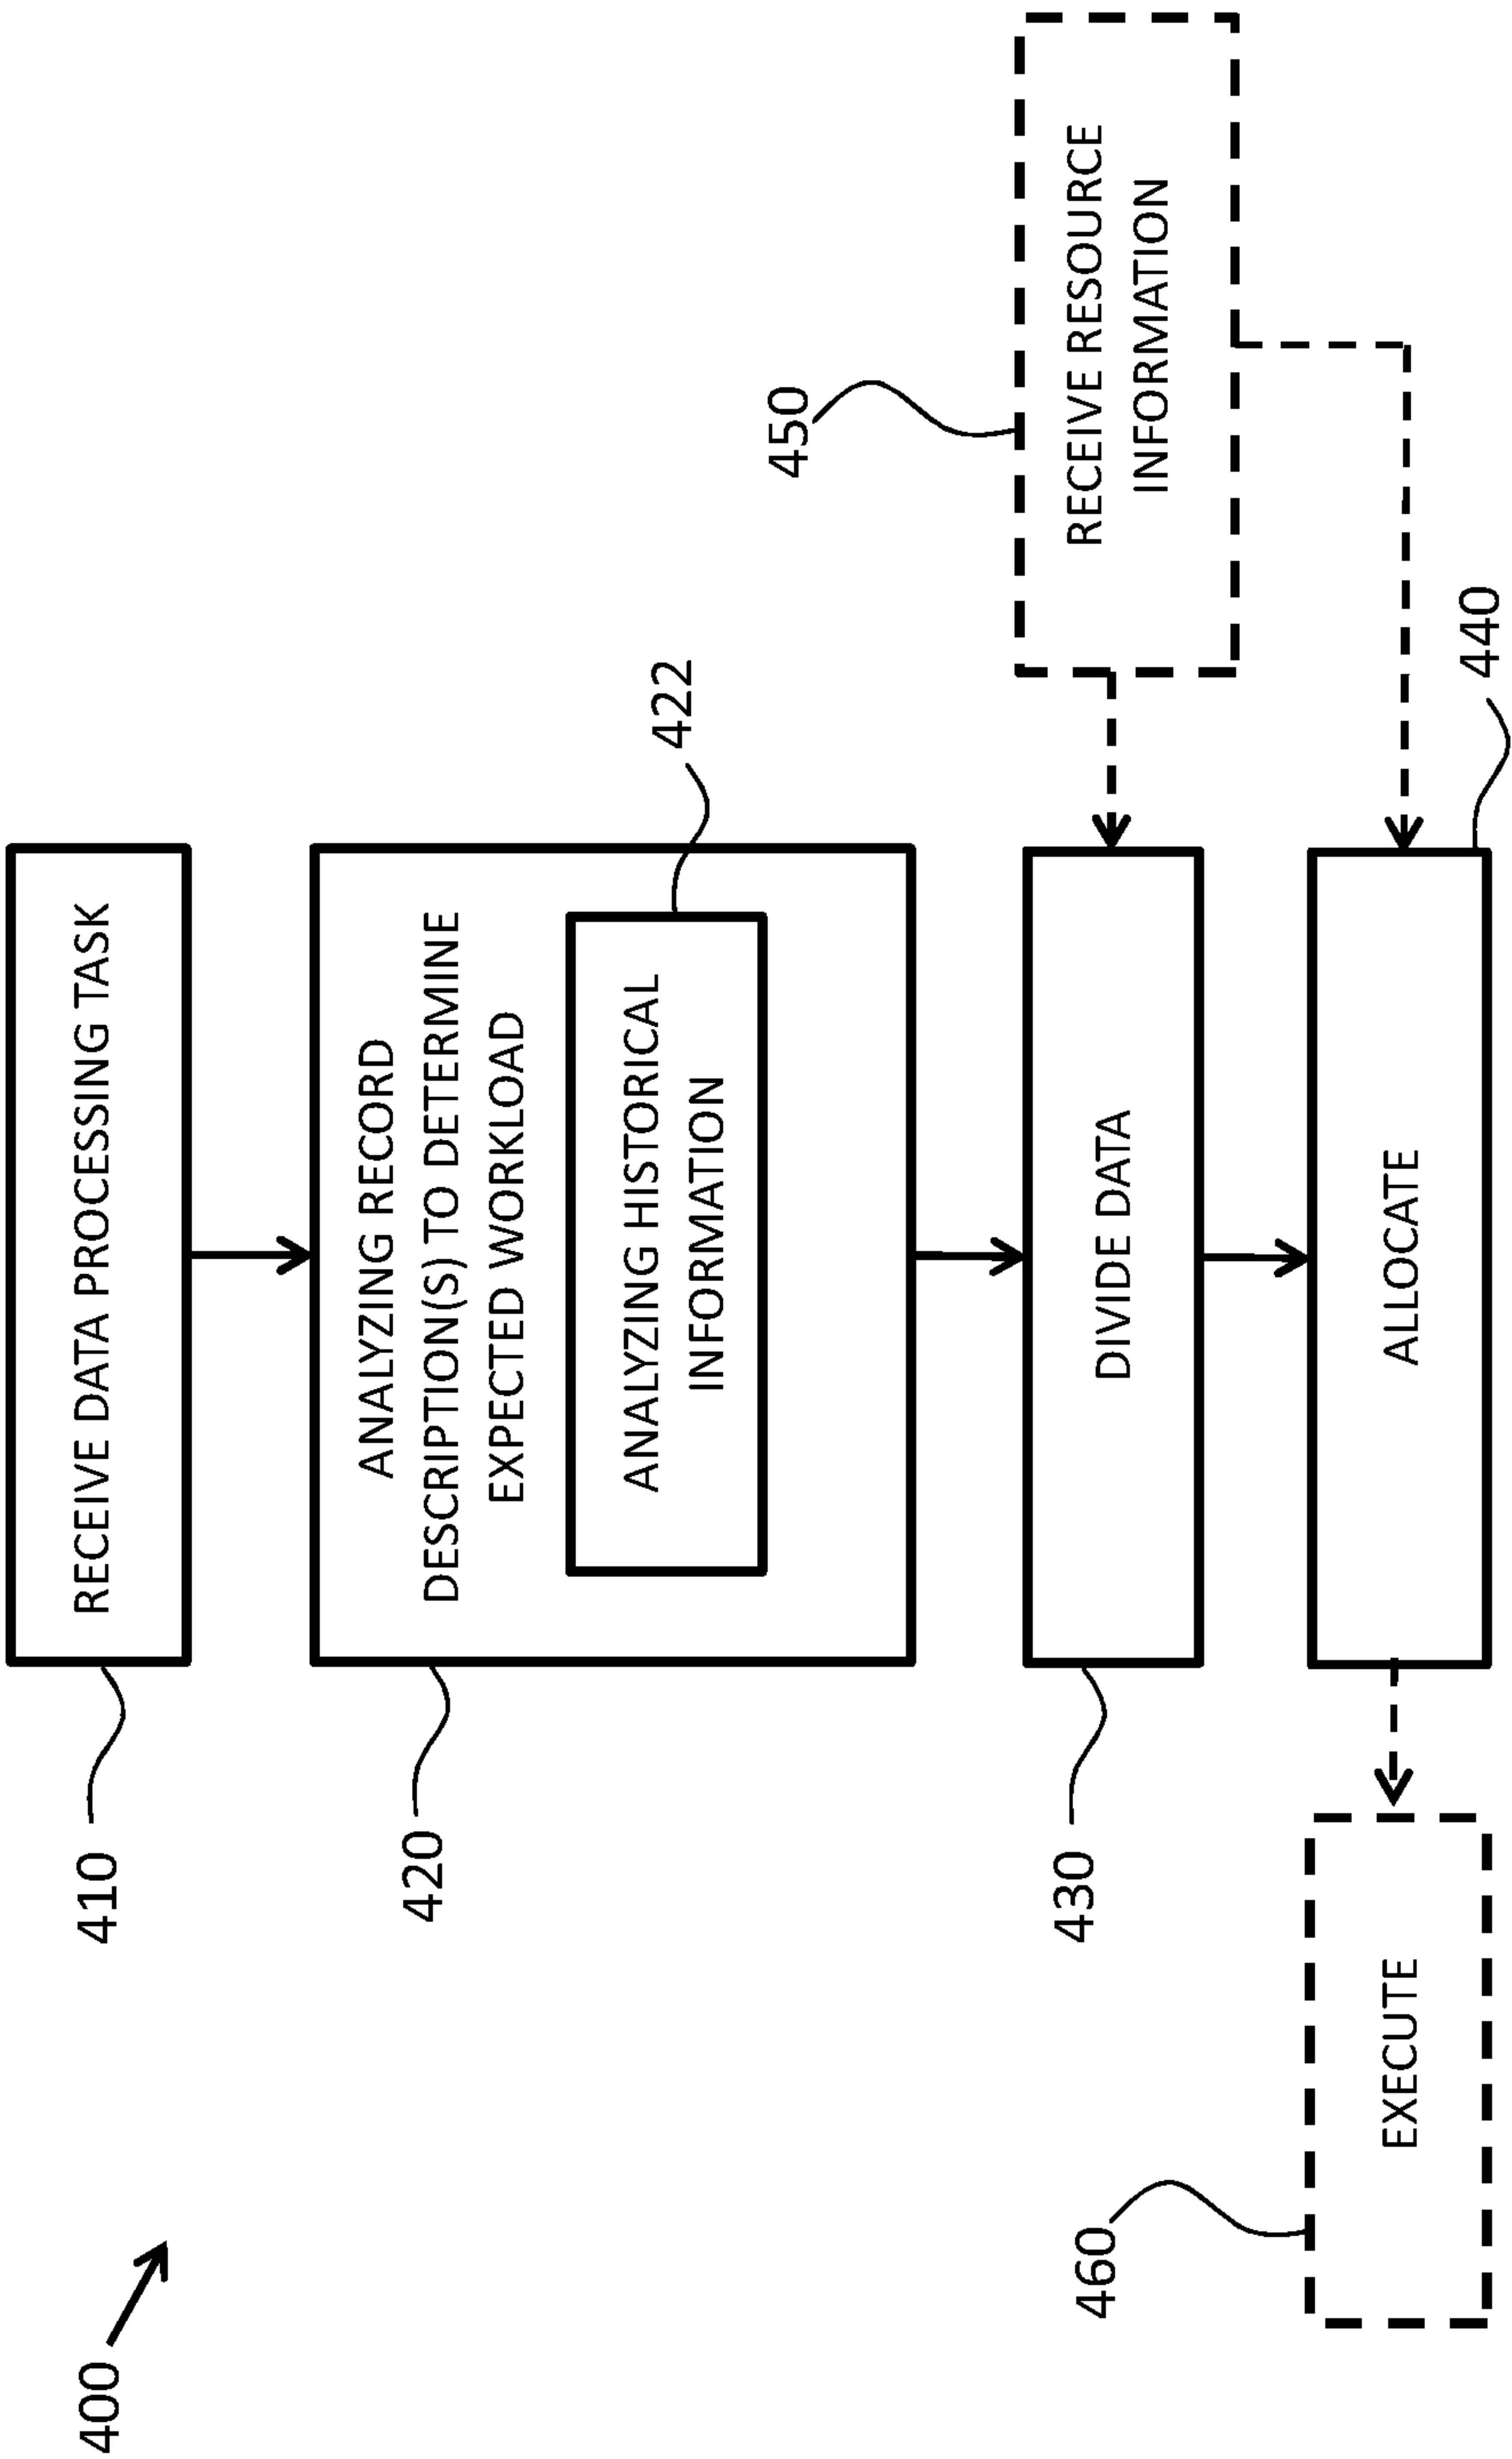 400
410
RECEIVE DATA PROCESSING TASK
420
ANALYZING RECORD
DESCRIPTION(S) TO DETERMINE
EXPECTED WORKLOAD
422
ANALYZING HISTORICAL
INFORMATION
450
RECEIVE RESOURCE
INFORMATION
430
DIVIDE DATA
460
EXECUTE
ALLOCATE
440